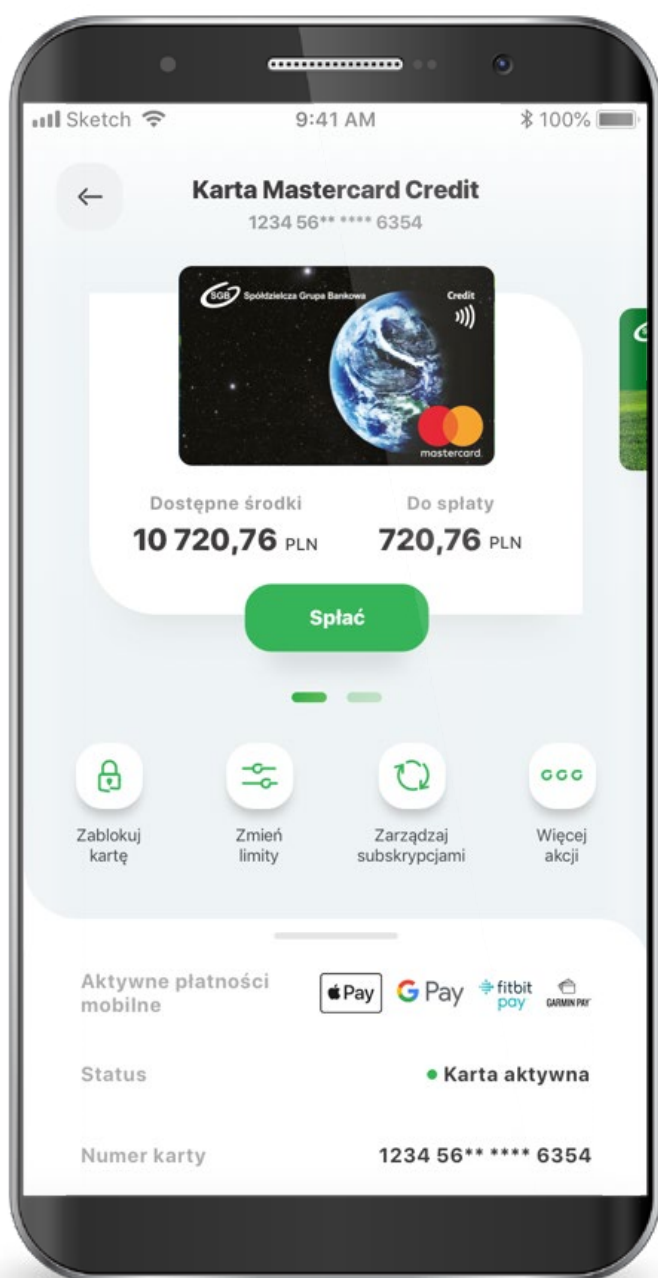 Sketch 9:41 AM 100%
Karta Mastercard Credit
1234 56** **** 6354
SGB Spółdzielcza Grupa Bankowa Credit
mastercard.
Dostępne środki Do spłaty
10 720,76 PLN 720,76 PLN
Spłać
Zablokuj Zmień Zarządzaj Więcej
kartę limity subskrypcjami akcji
Aktywne płatności
mobilne
Pay G Pay fitbit pay GARMIN PAY
Status Karta aktywna
Numer karty 1234 56** **** 6354